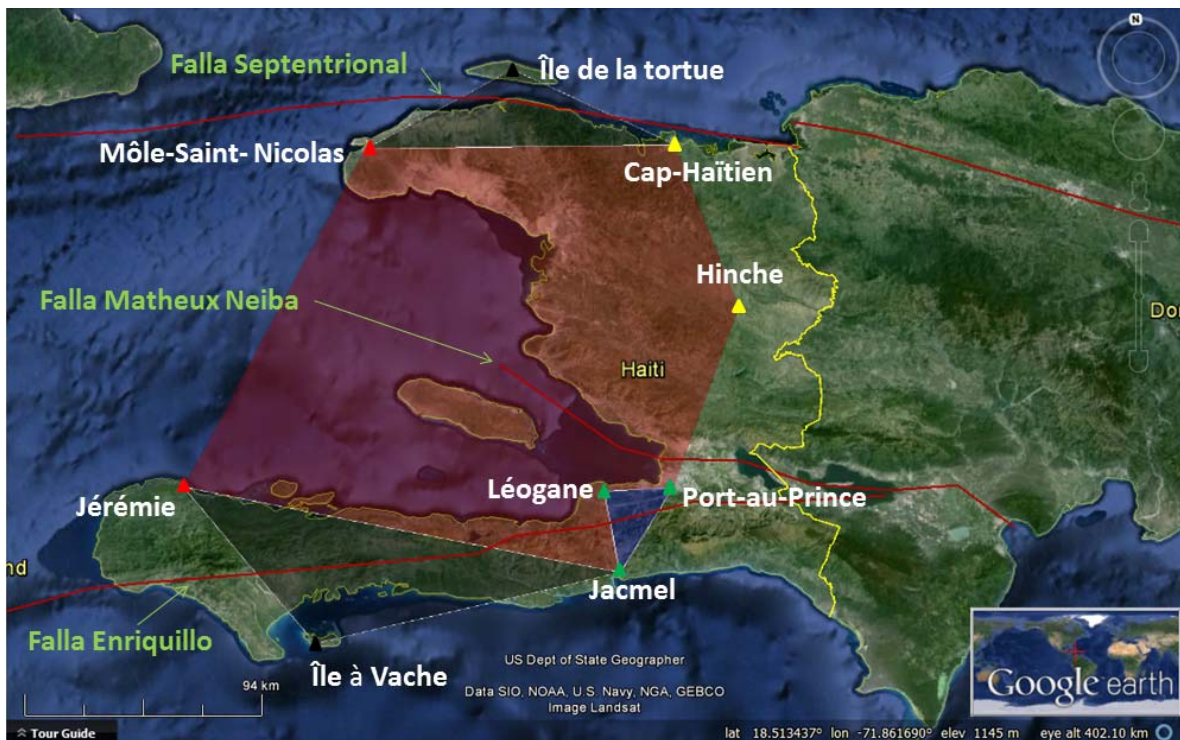 N
Falla Septentrional
Île de la tortue
Môle-Saint- Nicolas
Cap-Haïtien
Hinche
Falla Matheux Neiba
Haiti
Jérémie
Léogane
Port-au-Prince
nd
Jacmel
Falla Enriquillo
Île à Vache
US Dept of State Geographer
Data SIO, NOAA, U.S. Navy, NGA, GEBCO
Image Landsat
94 km
Google earth
Tour Guide
lat 18.513437° lon -71.861690° elev 1145 m eye alt 402.10 km